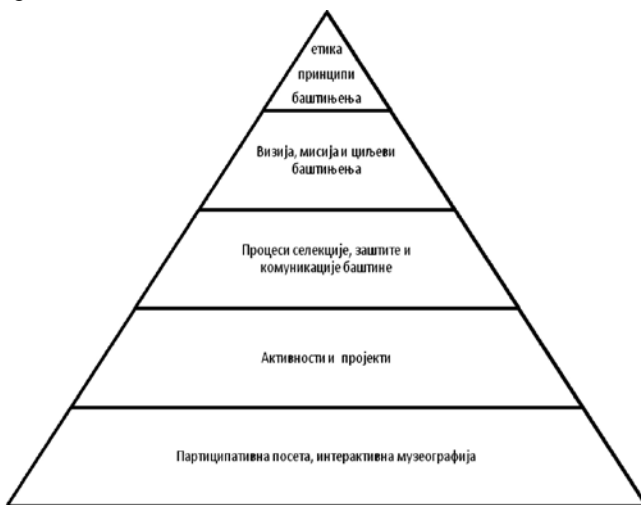 етика
принципи
баштињења
Визија, мисија и циљеви
баштињења
Процеси селекције, заштите и
комуникације баштине
Активности и пројекти
Партиципативна посета, интерактивна музеографија